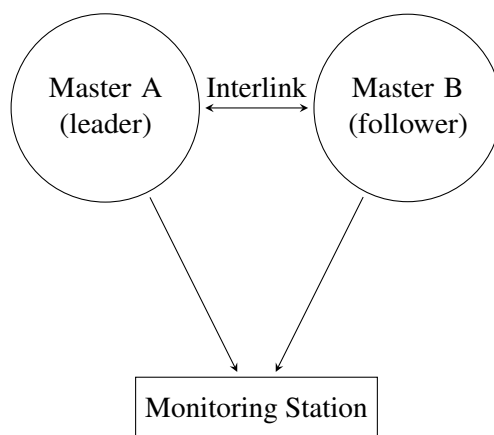 Master A
(leader)
Interlink
Master B
(follower)
Monitoring Station